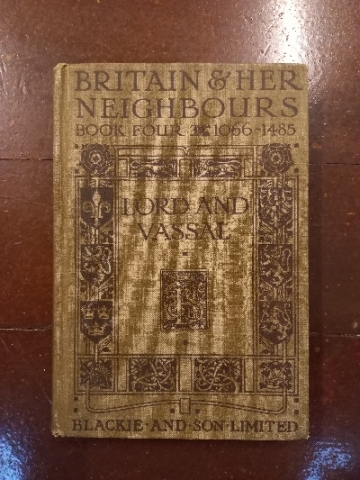 BRITAIN & HER
NEIGHBOURS
BOOK FOUR 1066-1485
LORD AND
VASSAL
BLACKIE · AND · SON · LIMITED